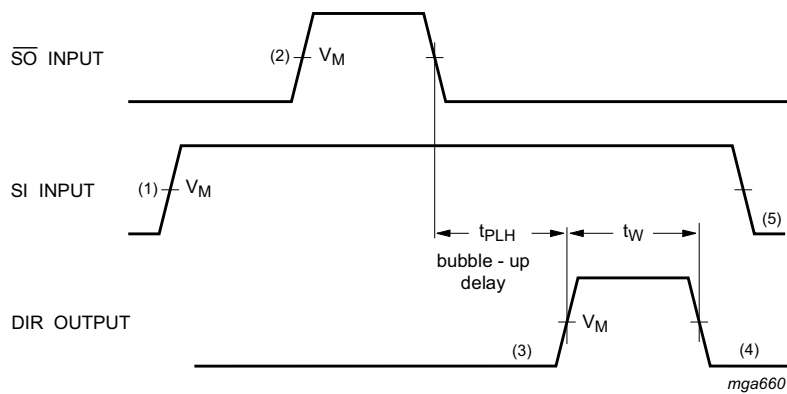 SO INPUT
(2)
VM
SI INPUT
(1)
VM
(5)
tPLH
tW
bubble - up
delay
DIR OUTPUT
(3)
VM
(4)
mga660